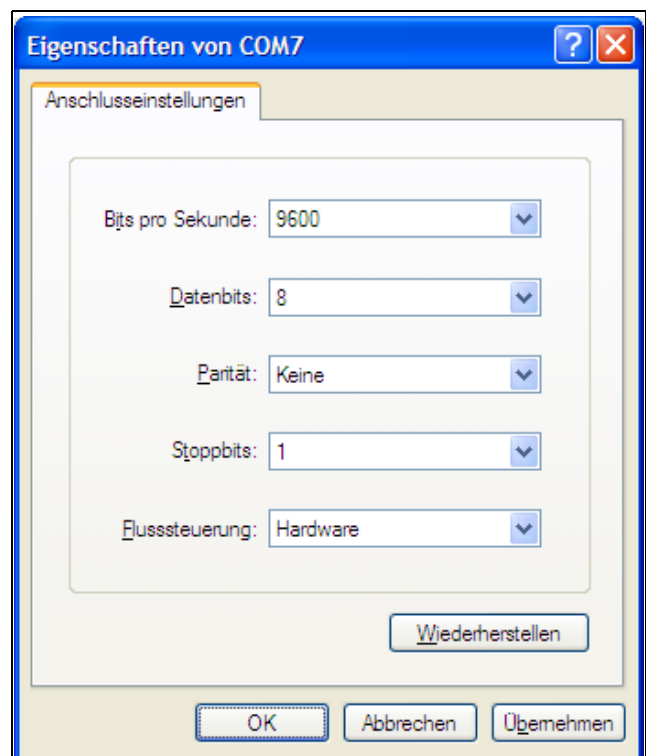 Eigenschaften von COM7
Anschlusseinstellungen
Bits pro Sekunde: 9600
Datenbits: 8
Parität: Keine
Stoppbits: 1
Flusssteuerung: Hardware
Wiederherstellen
OK Abbrechen Übernehmen